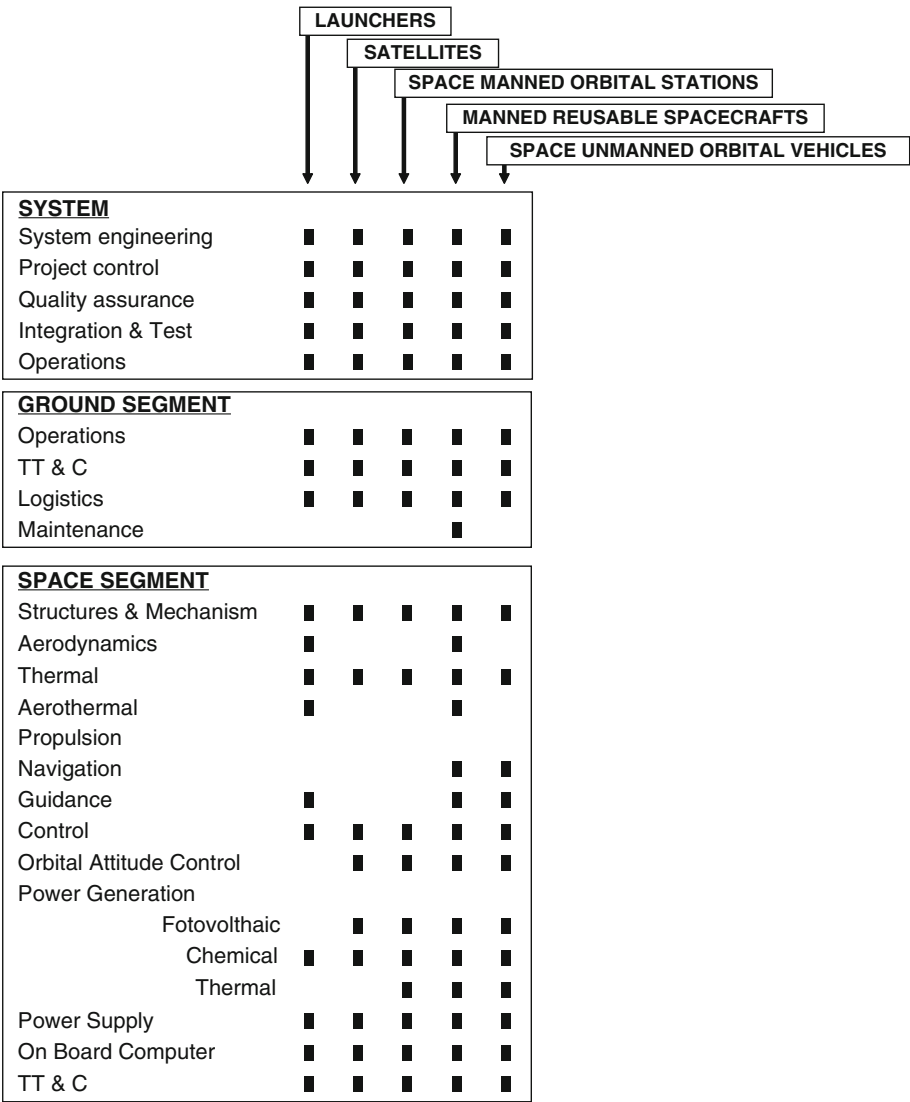 LAUNCHERS
SATELLITES
SPACE MANNED ORBITAL STATIONS
MANNED REUSABLE SPACECRAFTS
SPACE UNMANNED ORBITAL VEHICLES
SYSTEM
System engineering
Project control
Quality assurance
Integration & Test
Operations
GROUND SEGMENT
Operations
TT & C
Logistics
Maintenance
SPACE SEGMENT
Structures & Mechanism
Aerodynamics
Thermal
Aerothermal
Propulsion
Navigation
Guidance
Control
Orbital Attitude Control
Power Generation
Fotovolthaic
Chemical
Thermal
Power Supply
On Board Computer
TT & C